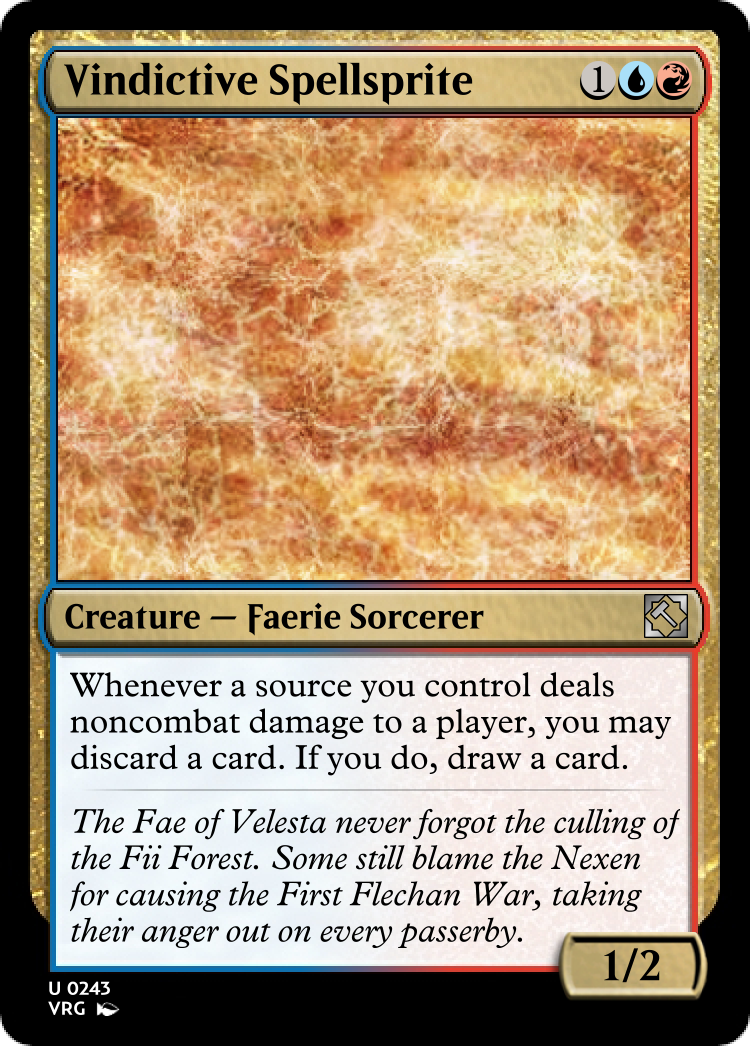 Vindictive Spellsprite 1
Creature — Faerie Sorcerer
Whenever a source you control deals
noncombat damage to a player, you may
discard a card. If you do, draw a card.
The Fae of Velesta never forgot the culling of
the Fii Forest. Some still blame the Nexen
for causing the First Flechan War, taking
their anger out on every passerby.
1/2
U 0243
VRG